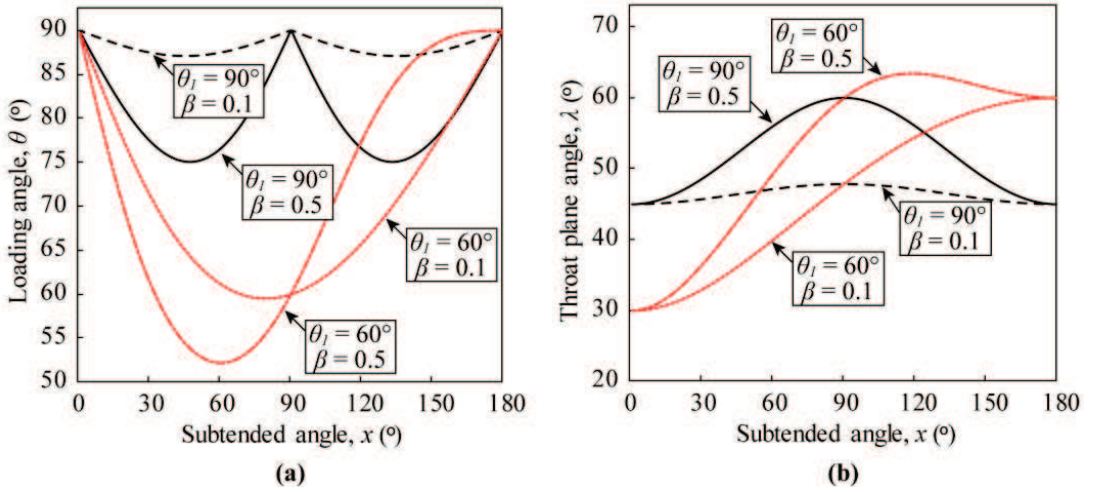 90
85
80
75
70
65
60
55
50
Loading angle, θ (°)
θ₁ = 90°
β = 0.1
θ₁ = 90°
β = 0.5
θ₁ = 60°
β = 0.1
θ₁ = 60°
β = 0.5
0 30 60 90 120 150 180
Subtended angle, x (°)
(a)
70
60
50
40
30
20
Throat plane angle, λ (°)
θ₁ = 60°
β = 0.5
θ₁ = 90°
β = 0.5
θ₁ = 90°
β = 0.1
θ₁ = 60°
β = 0.1
0 30 60 90 120 150 180
Subtended angle, x (°)
(b)